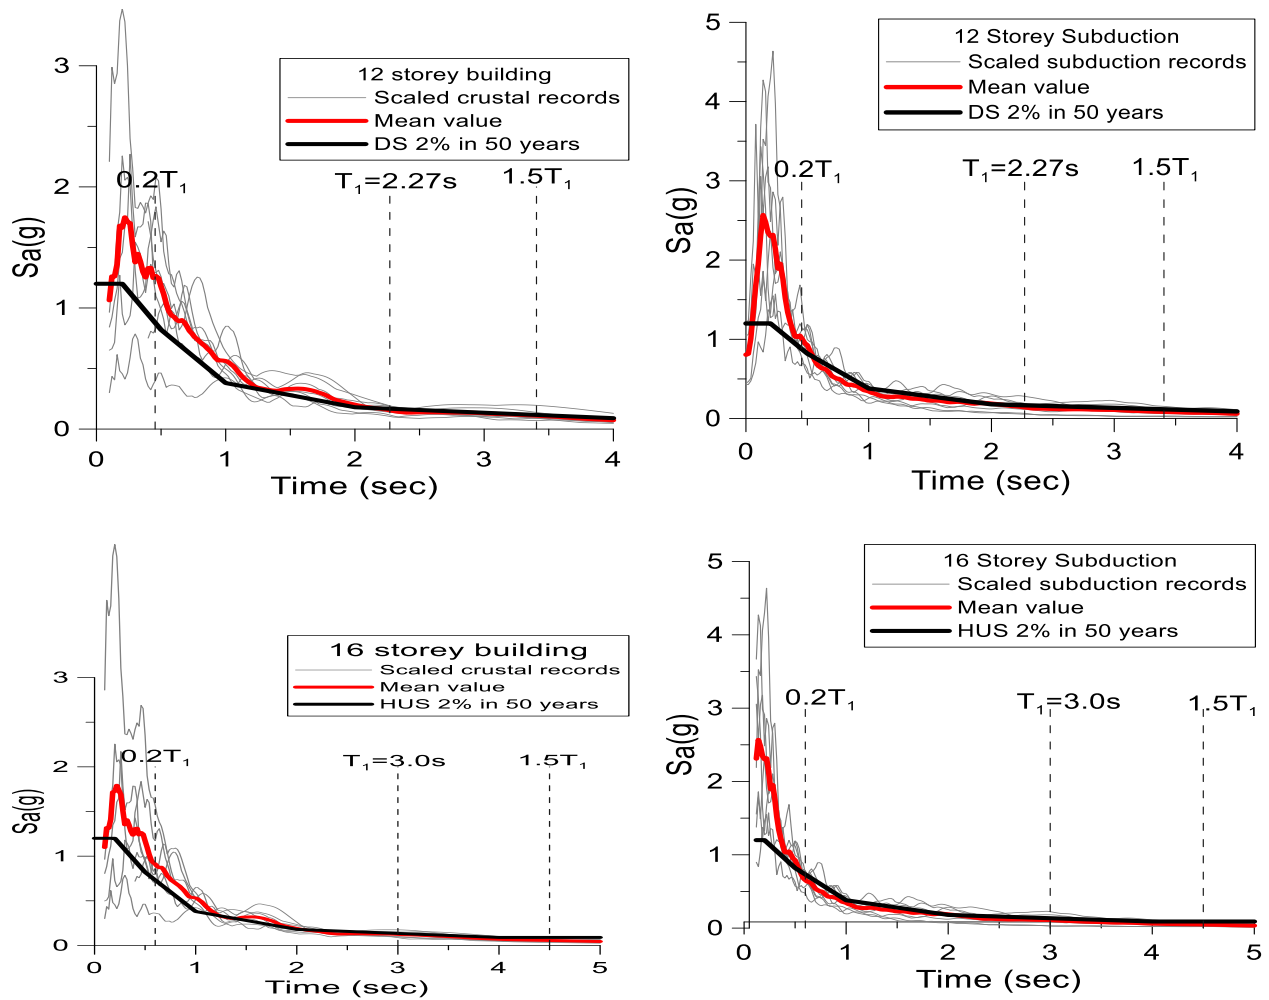 12 storey building
Scaled crustal records
Mean value
DS 2% in 50 years
0.2T1
T1=2.27s
1.5T1
3
2
1
0
Sa(g)
0 1 2 3 4
Time (sec)
12 Storey Subduction
Scaled subduction records
Mean value
DS 2% in 50 years
0.2T1
T1=2.27s
1.5T1
5
4
3
2
1
0
Sa(g)
0 1 2 3 4
Time (sec)
16 storey building
Scaled crustal records
Mean value
HUS 2% in 50 years
0.2T1
T1=3.0s
1.5T1
3
2
1
0
Sa(g)
0 1 2 3 4 5
Time (sec)
16 Storey Subduction
Scaled subduction records
Mean value
HUS 2% in 50 years
0.2T1
T1=3.0s
1.5T1
5
4
3
2
1
0
Sa(g)
0 1 2 3 4 5
Time (sec)